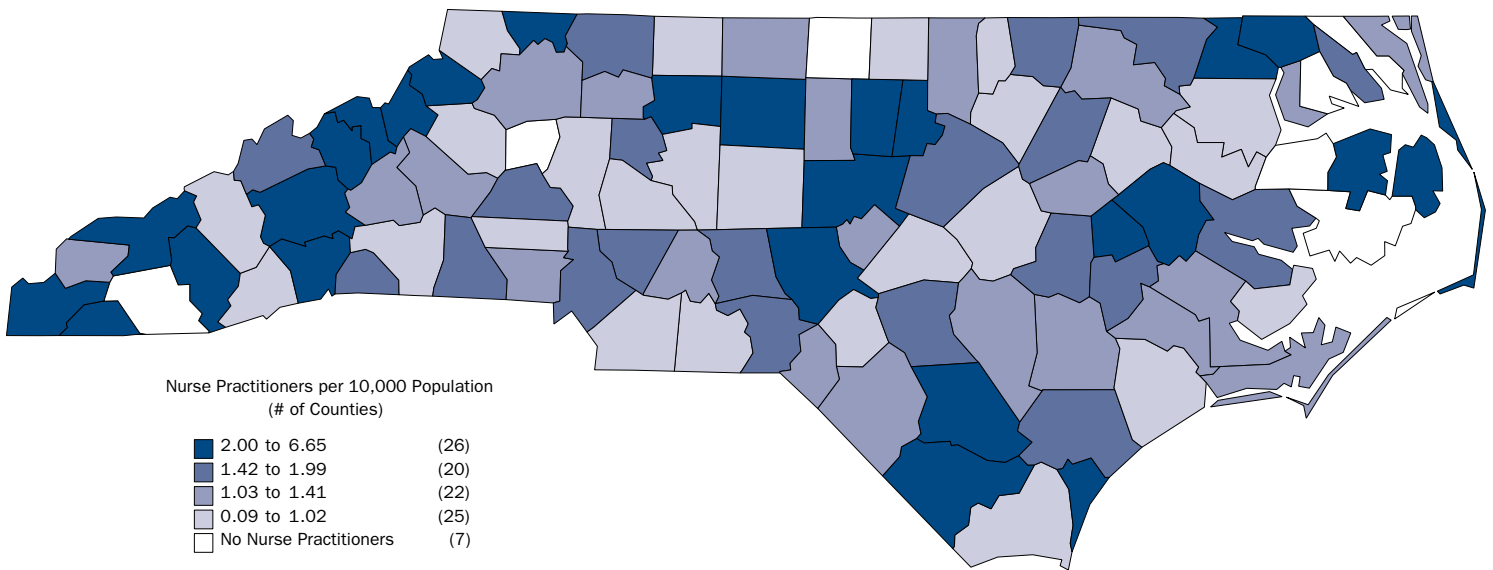 Nurse Practitioners per 10,000 Population
(# of Counties)
2.00 to 6.65 (26)
1.42 to 1.99 (20)
1.03 to 1.41 (22)
0.09 to 1.02 (25)
No Nurse Practitioners (7)